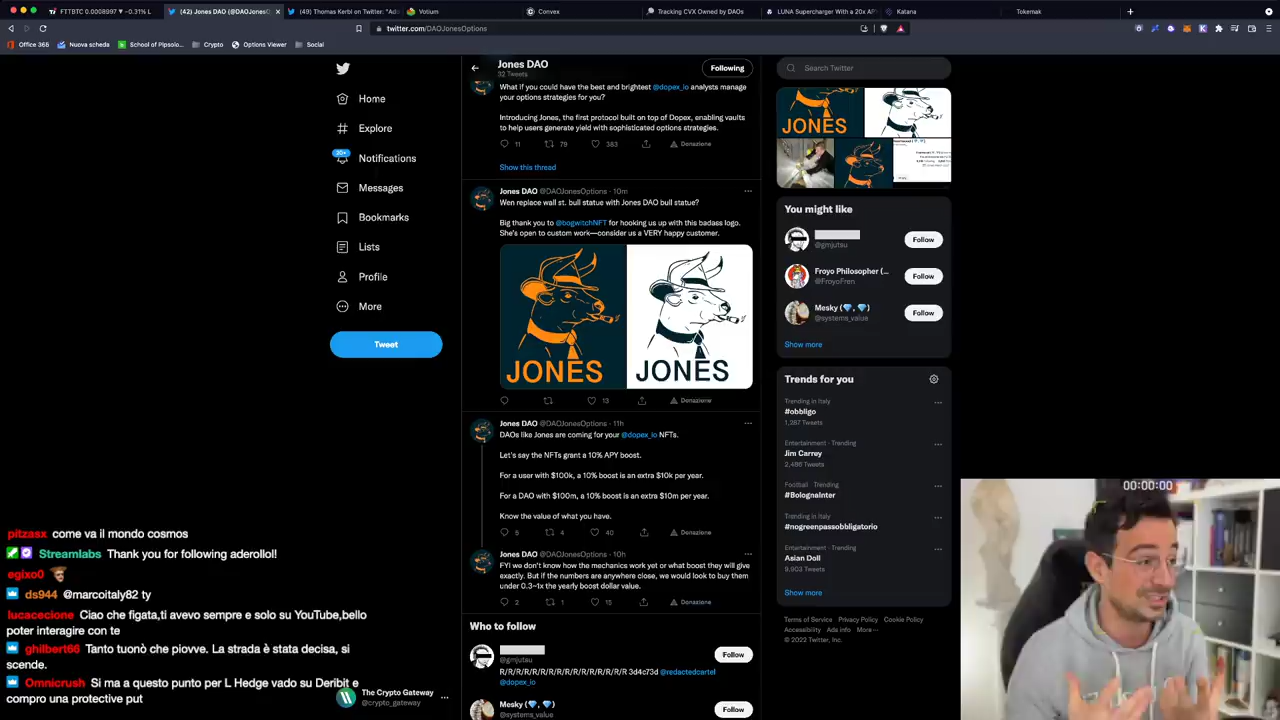 FTTBTC 0.0008997 ▼ −0.31% L
(42) Jones DAO (@DAOJonesO
(49) Thomas Kerbl on Twitter: "Ado
Votium
Convex
Tracking CVX Owned by DAOs
LUNA Supercharger With a 20x AP
Katana
Tokemak
twitter.com/DAOJonesOptions
Office 365
Nuova scheda
School of Pipsolo...
Crypto
Options Viewer
Social
Home
Explore
20+
Notifications
Messages
Bookmarks
Lists
Profile
More
Tweet
Jones DAO
32 Tweets
Following
What if you could have the best and brightest @dopex_io analysts manage
your options strategies for you?
Introducing Jones, the first protocol built on top of Dopex, enabling vaults
to help users generate yield with sophisticated options strategies.
11 79 383 Donazione
Show this thread
Jones DAO @DAOJonesOptions · 10m
Wen replace wall st. bull statue with Jones DAO bull statue?
Big thank you to @bogwitchNFT for hooking us up with this badass logo.
She's open to custom work—consider us a VERY happy customer.
JONES
JONES
13 Donazione
Jones DAO @DAOJonesOptions · 11h
DAOs like Jones are coming for your @dopex_io NFTs.
Let's say the NFTs grant a 10% APY boost.
For a user with $100k, a 10% boost is an extra $10k per year.
For a DAO with $100m, a 10% boost is an extra $10m per year.
Know the value of what you have.
5 4 40 Donazione
Jones DAO @DAOJonesOptions · 10h
FYI we don't know how the mechanics work yet or what boost they will give
exactly. But if the numbers are anywhere close, we would look to buy them
under 0.3–1x the yearly boost dollar value.
2 1 15 Donazione
Who to follow
@gmjutsu
Follow
R/R/R/R/R/R/R/R/R/R/R/R/R/R/R/R 3d4c73d @redactedcartel
@dopex_io
Mesky (💎, 💎)
@systems_value
Follow
Search Twitter
JONES
You might like
@gmjutsu
Follow
Froyo Philosopher (...
@FroyoFren
Follow
Mesky (💎, 💎)
@systems_value
Follow
Show more
Trends for you
Trending in Italy
#obbligo
1,287 Tweets
Entertainment · Trending
Jim Carrey
2,486 Tweets
Football · Trending
#BolognaInter
Trending in Italy
#nogreenpassobbligatorio
Entertainment · Trending
Asian Doll
9,903 Tweets
Show more
Terms of Service Privacy Policy Cookie Policy
Accessibility Ads info More ···
© 2022 Twitter, Inc.
00:00:00
pitzasx come va il mondo cosmos
Streamlabs Thank you for following aderolloll!
egixo0
ds944 @marcoitaly82 ty
lucacecione Ciao che figata,ti avevo sempre e solo su YouTube,bello
poter interagire con te
ghilbert66 Tanto tuonò che piovve. La strada è stata decisa, si
scende.
Omnicrush Si ma a questo punto per L Hedge vado su Deribit e
compro una protective put
The Crypto Gateway
@crypto_gateway